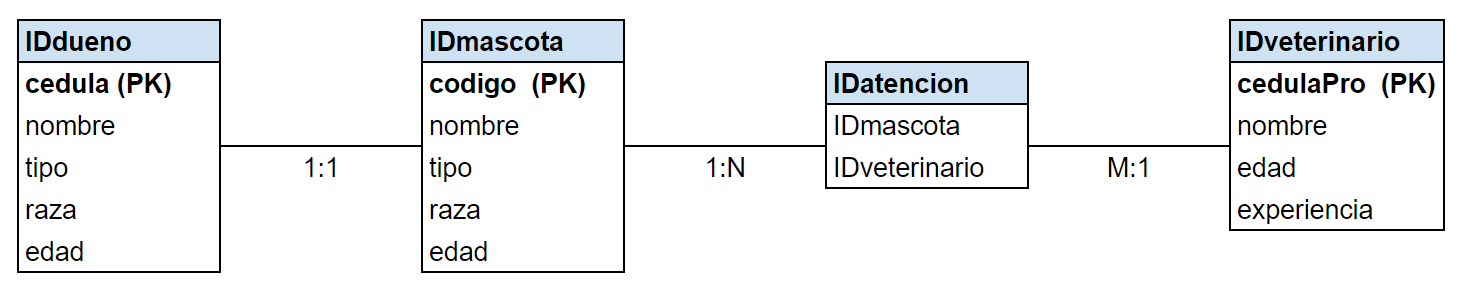 IDdueno
cedula (PK)
nombre
tipo
raza
edad
1:1
IDmascota
codigo  (PK)
nombre
tipo
raza
edad
1:N
IDatencion
IDmascota
IDveterinario
M:1
IDveterinario
cedulaPro  (PK)
nombre
edad
experiencia